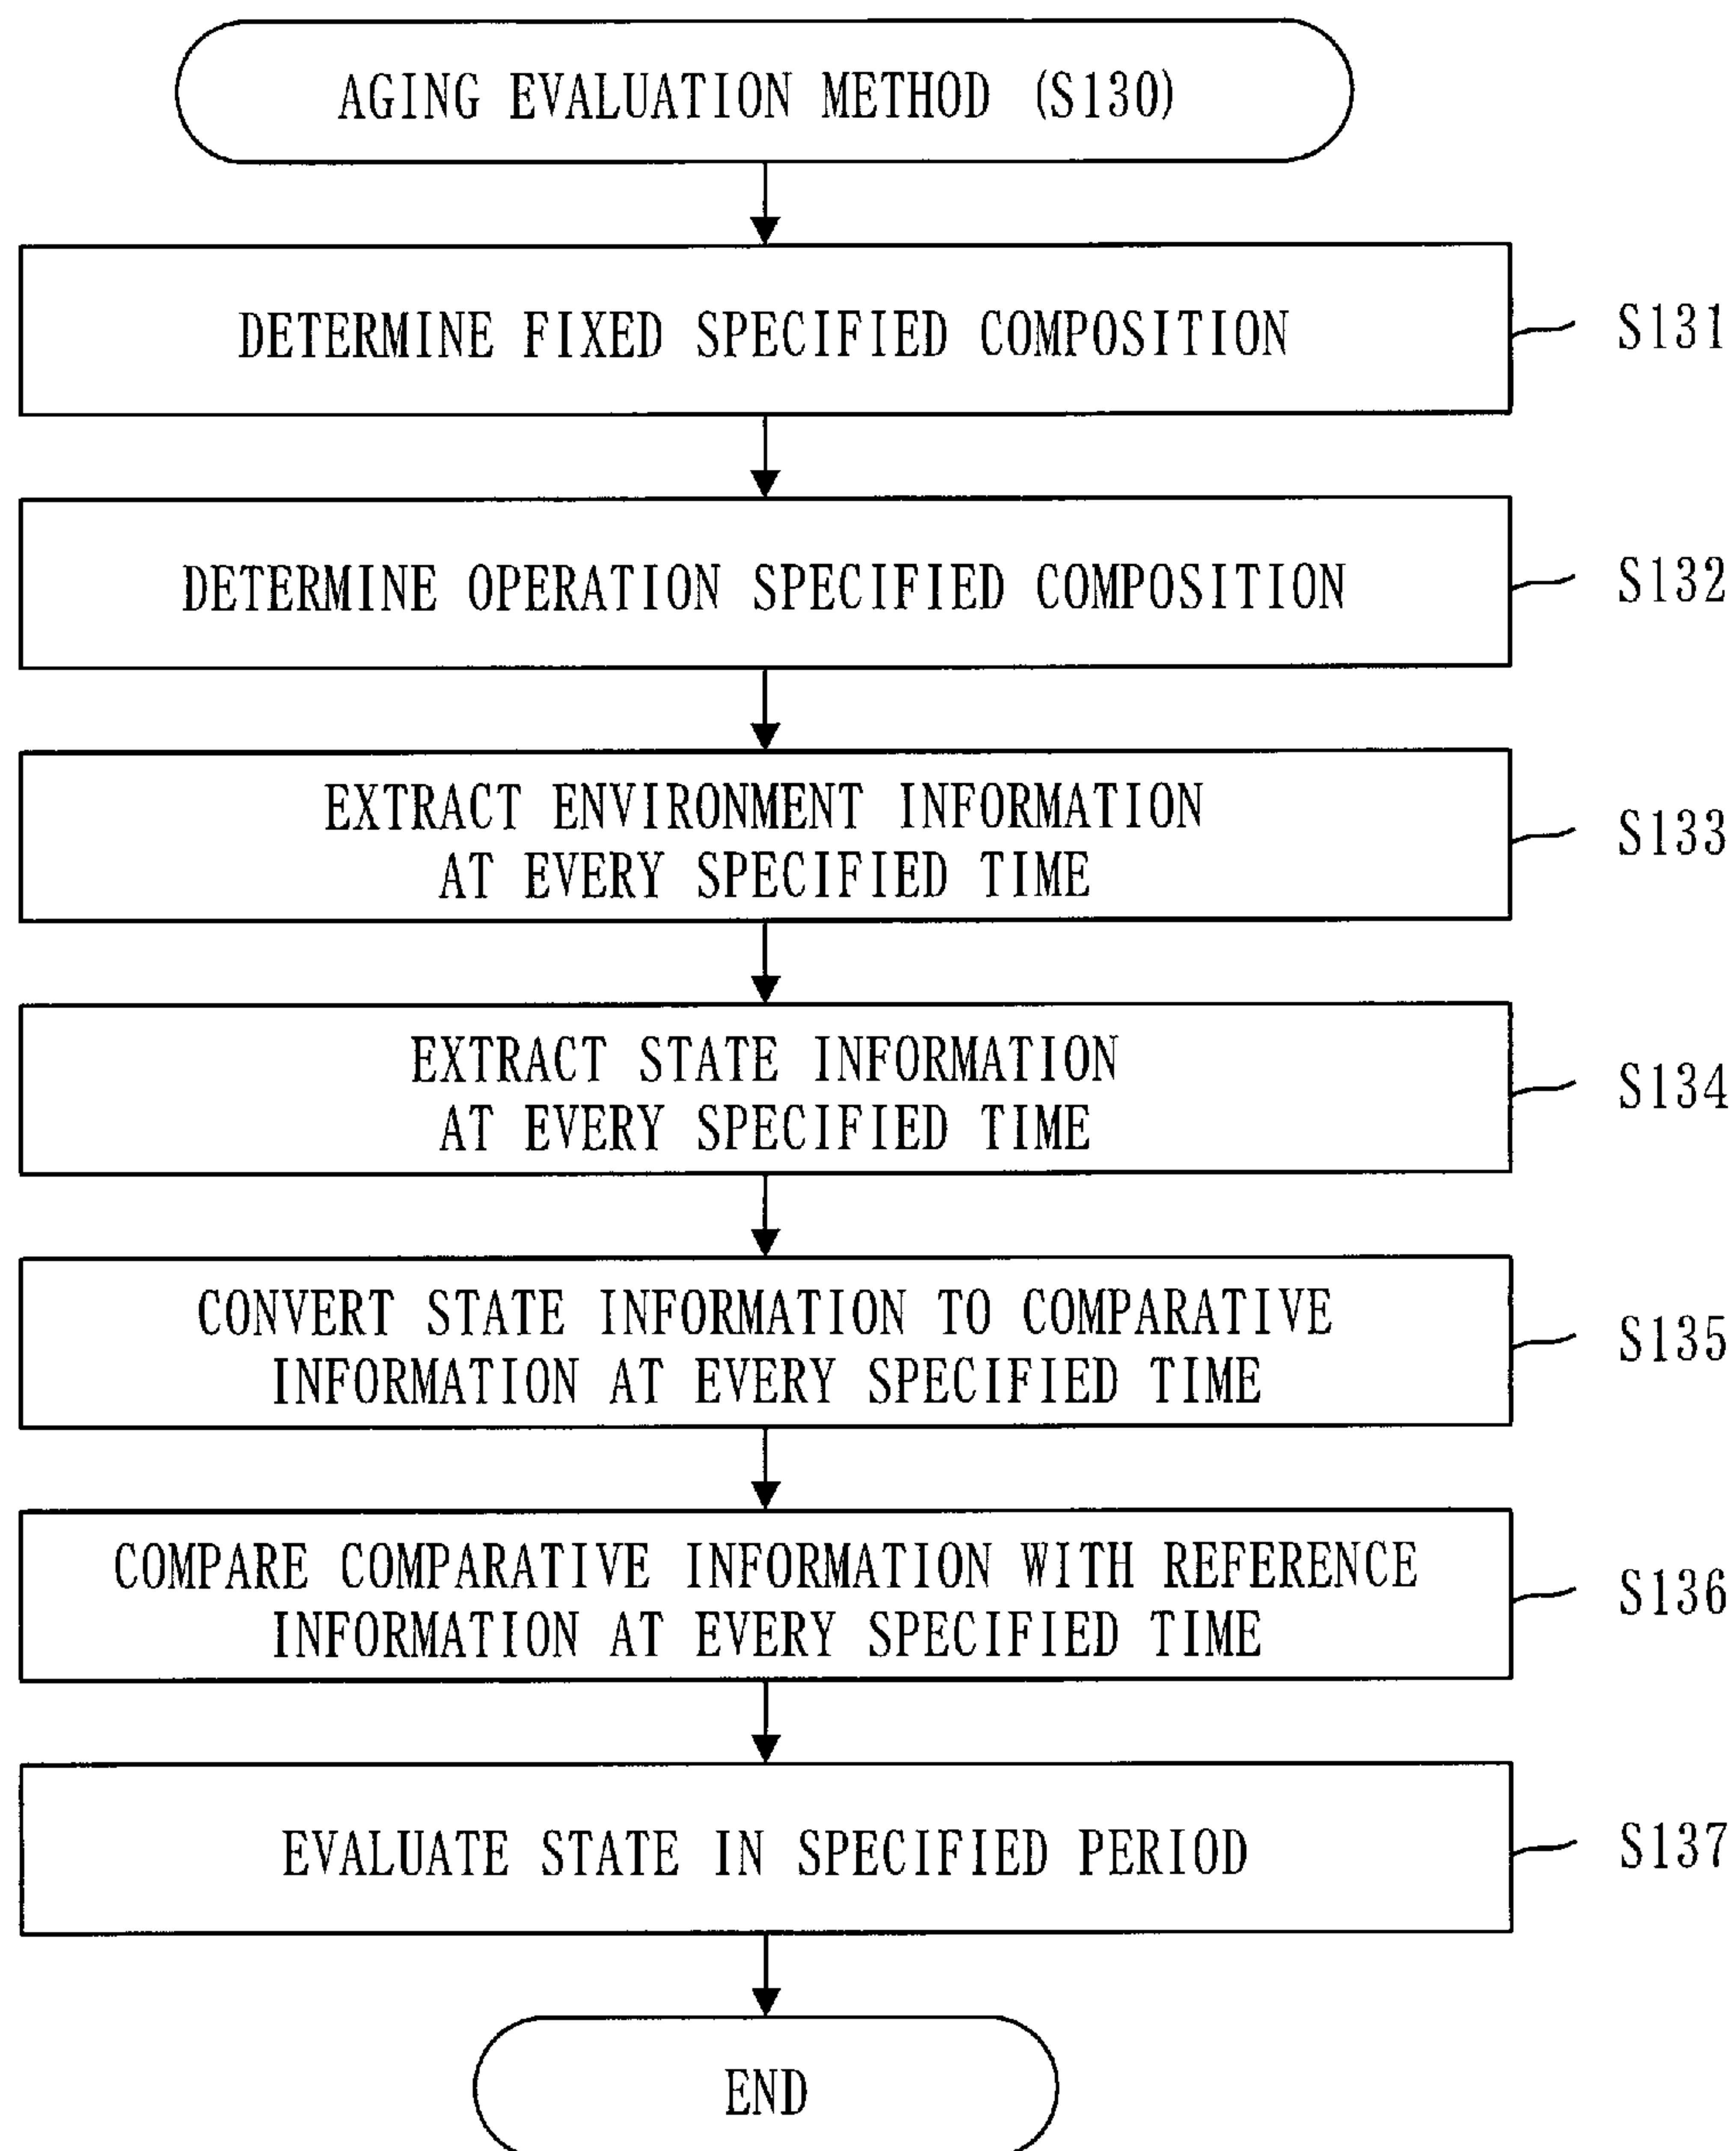 AGING EVALUATION METHOD (S130)
DETERMINE FIXED SPECIFIED COMPOSITION
S131
DETERMINE OPERATION SPECIFIED COMPOSITION
S132
EXTRACT ENVIRONMENT INFORMATION
AT EVERY SPECIFIED TIME
S133
EXTRACT STATE INFORMATION
AT EVERY SPECIFIED TIME
S134
CONVERT STATE INFORMATION TO COMPARATIVE
INFORMATION AT EVERY SPECIFIED TIME
S135
COMPARE COMPARATIVE INFORMATION WITH REFERENCE
INFORMATION AT EVERY SPECIFIED TIME
S136
EVALUATE STATE IN SPECIFIED PERIOD
S137
END